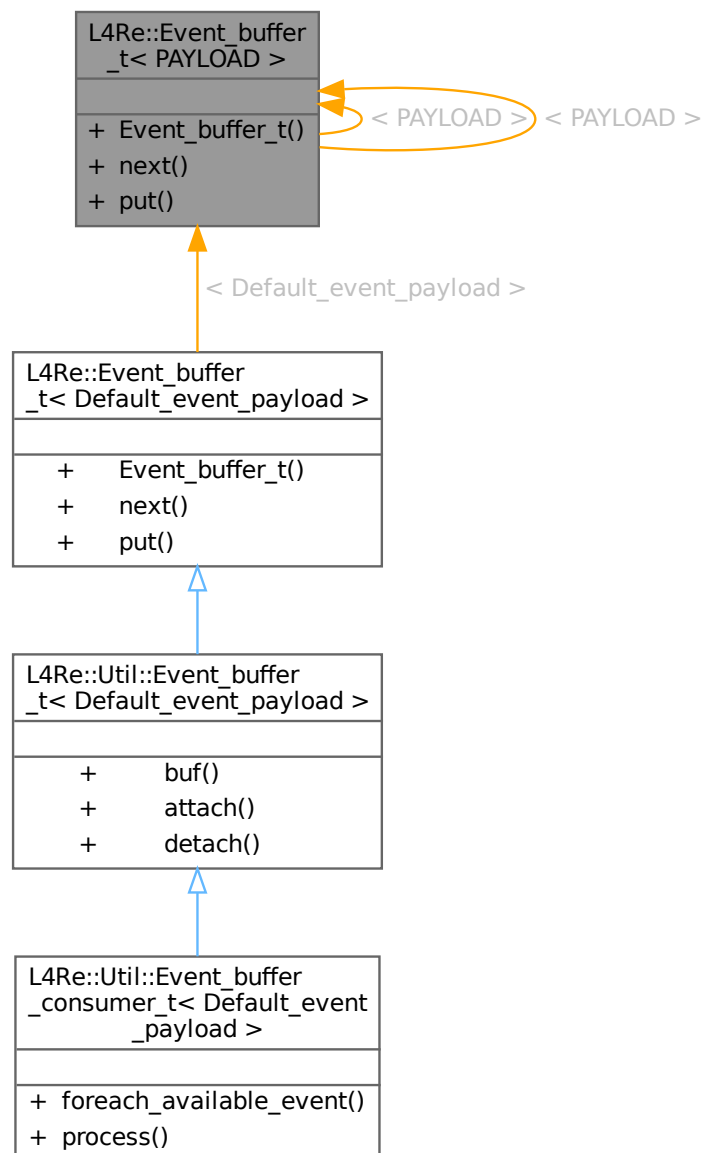 L4Re::Event_buffer
_t< PAYLOAD >
+ Event_buffer_t()
+ next()
+ put()
< PAYLOAD >
< PAYLOAD >
< Default_event_payload >
L4Re::Event_buffer
_t< Default_event_payload >
+ Event_buffer_t()
+ next()
+ put()
L4Re::Util::Event_buffer
_t< Default_event_payload >
+ buf()
+ attach()
+ detach()
L4Re::Util::Event_buffer
_consumer_t< Default_event
_payload >
+ foreach_available_event()
+ process()